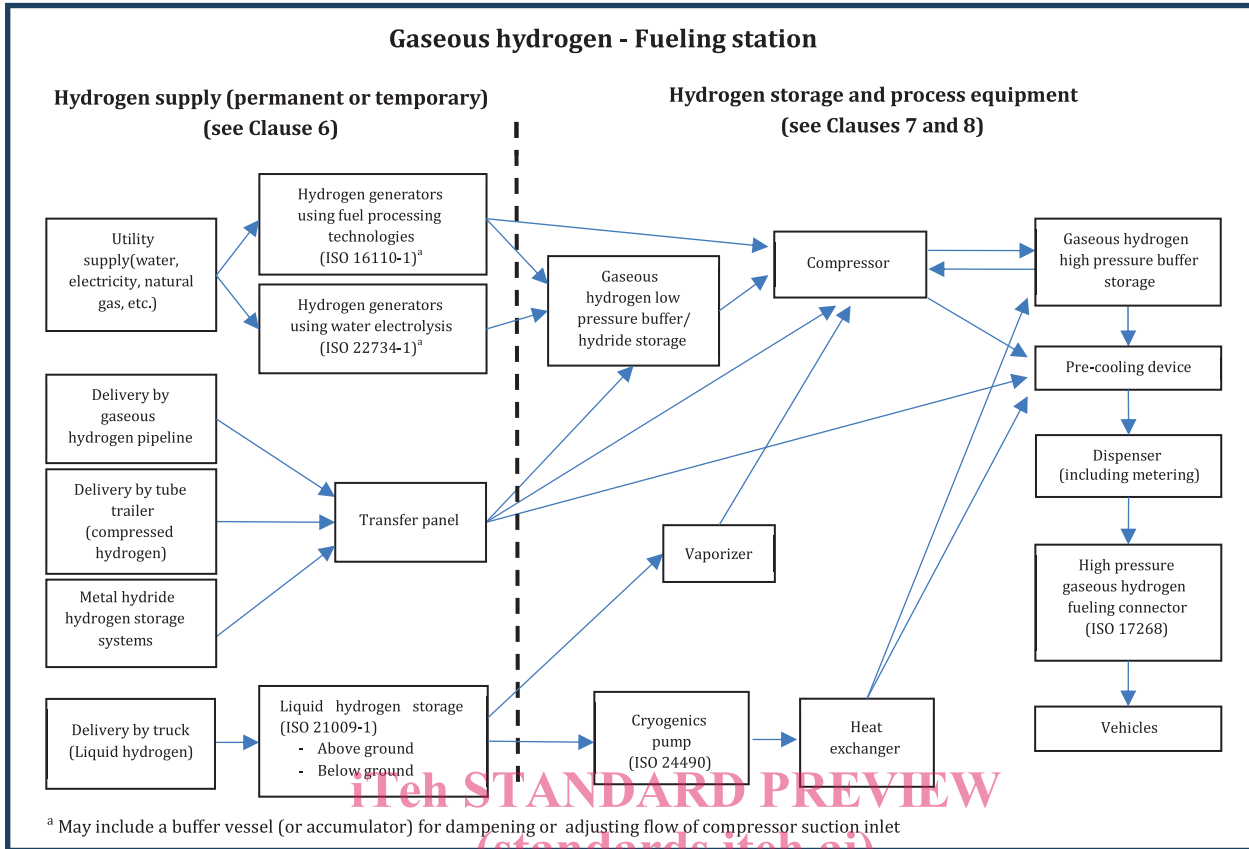 Gaseous hydrogen - Fueling station
Hydrogen supply (permanent or temporary)
(see Clause 6)
Hydrogen storage and process equipment
(see Clauses 7 and 8)
Utility
supply(water,
electricity, natural
gas, etc.)
Hydrogen generators
using fuel processing
technologies
(ISO 16110-1)a
Hydrogen generators
using water electrolysis
(ISO 22734-1)a
Gaseous
hydrogen low
pressure buffer/
hydride storage
Compressor
Gaseous hydrogen
high pressure buffer
storage
Pre-cooling device
Delivery by
gaseous
hydrogen pipeline
Delivery by tube
trailer
(compressed
hydrogen)
Metal hydride
hydrogen storage
systems
Transfer panel
Vaporizer
Dispenser
(including metering)
High pressure
gaseous hydrogen
fueling connector
(ISO 17268)
Delivery by truck
(Liquid hydrogen)
Liquid hydrogen storage
(ISO 21009-1)
- Above ground
- Below ground
Cryogenics
pump
(ISO 24490)
Heat
exchanger
Vehicles
iTeh STANDARD PREVIEW
a May include a buffer vessel (or accumulator) for dampening or adjusting flow of compressor suction inlet
(standards.iteh.ai)